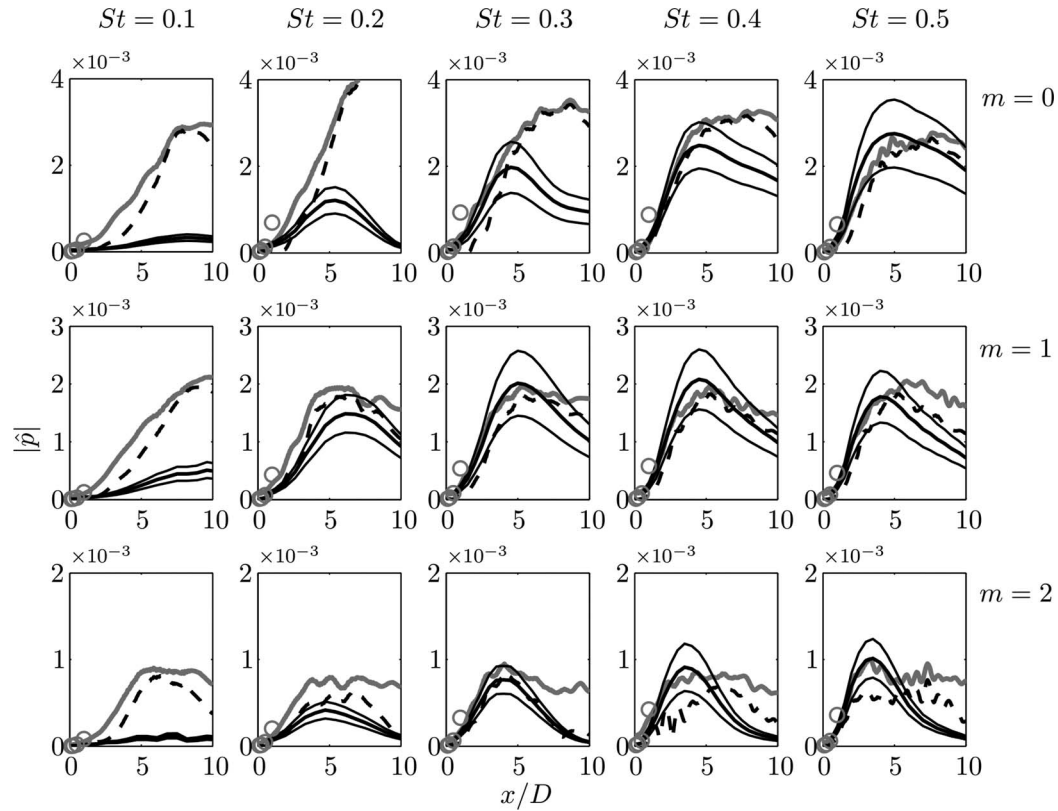 St = 0.1 St = 0.2 St = 0.3 St = 0.4 St = 0.5
×10⁻³ ×10⁻³ ×10⁻³ ×10⁻³ ×10⁻³
4 4 4 4 4
m = 0
2 2 2 2 2
0 0 0 0 0
0 5 10 0 5 10 0 5 10 0 5 10 0 5 10
×10⁻³ ×10⁻³ ×10⁻³ ×10⁻³ ×10⁻³
3 3 3 3 3
m = 1
2 2 2 2 2
|p̂|
1 1 1 1 1
0 0 0 0 0
0 5 10 0 5 10 0 5 10 0 5 10 0 5 10
×10⁻³ ×10⁻³ ×10⁻³ ×10⁻³ ×10⁻³
2 2 2 2 2
m = 2
1 1 1 1 1
0 0 0 0 0
0 5 10 0 5 10 0 5 10 0 5 10 0 5 10
x/D